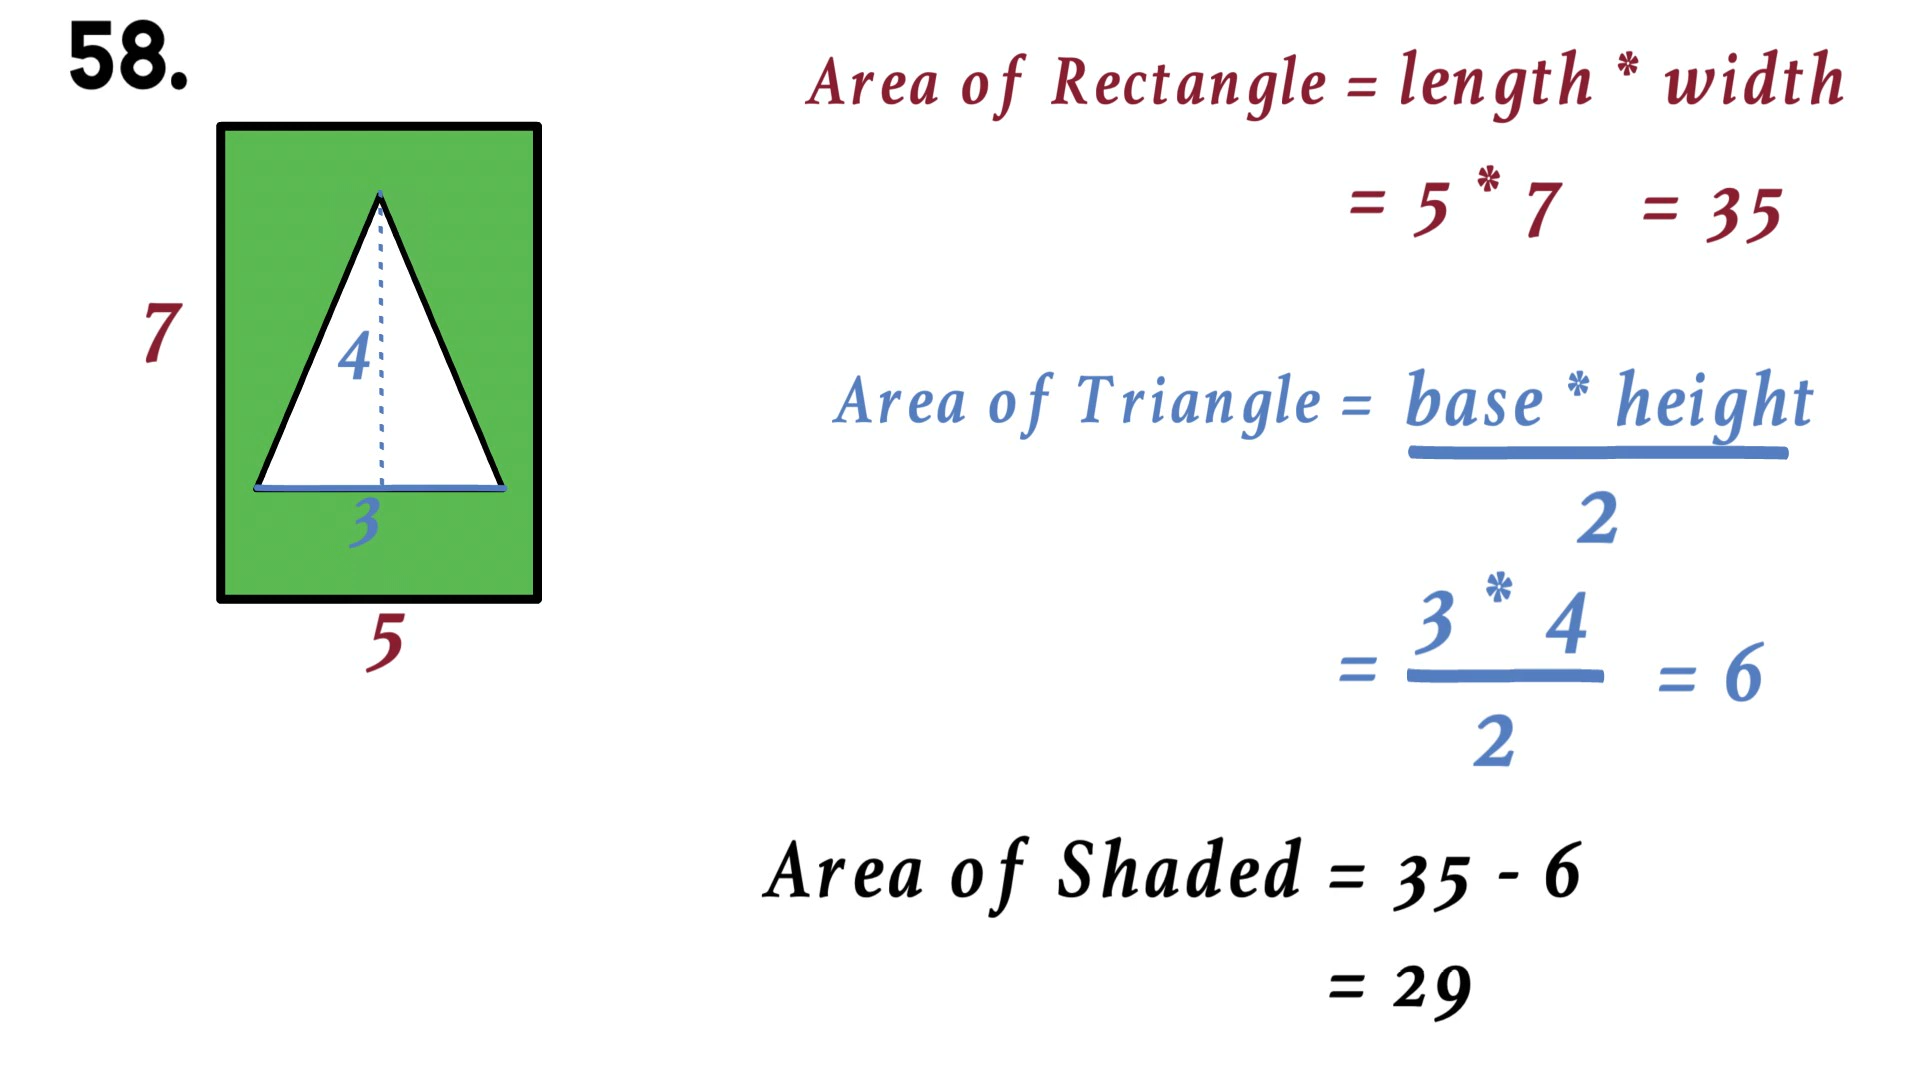 58.
Area of Rectangle = length * width
= 5 * 7 = 35
7
4
3
5
Area of Triangle = base * height
2
= 3 * 4 = 6
2
Area of Shaded = 35 - 6
= 29